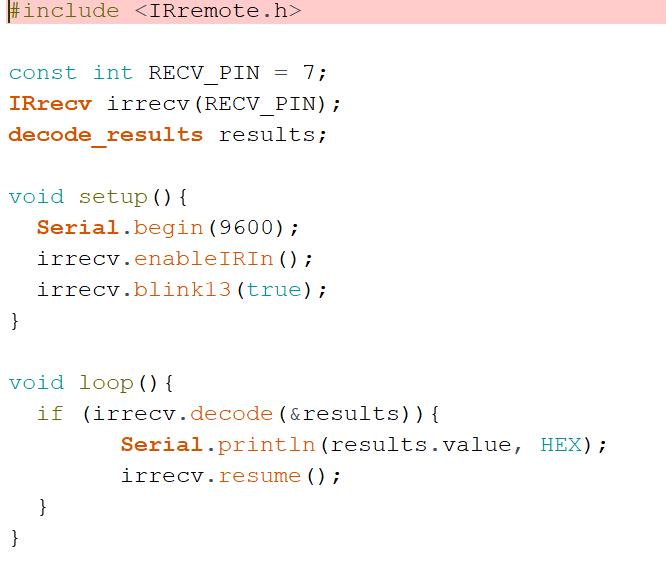 #include <IRremote.h>
const int RECV_PIN = 7;
IRrecv irrecv(RECV_PIN);
decode_results results;
void setup(){
  Serial.begin(9600);
  irrecv.enableIRIn();
  irrecv.blink13(true);
}
void loop(){
  if (irrecv.decode(&results)){
        Serial.println(results.value, HEX);
        irrecv.resume();
  }
}